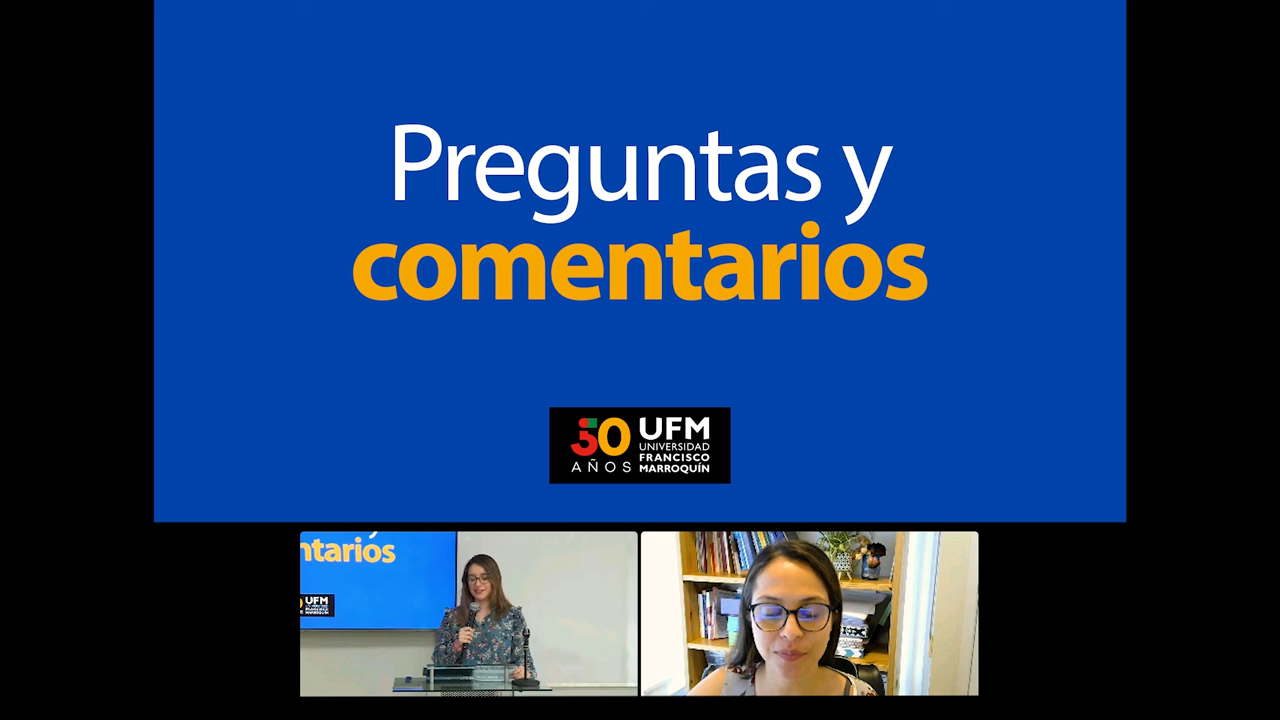 Preguntas y
comentarios
50
AÑOS
UFM
UNIVERSIDAD
FRANCISCO
MARROQUÍN
ntarios
UFM